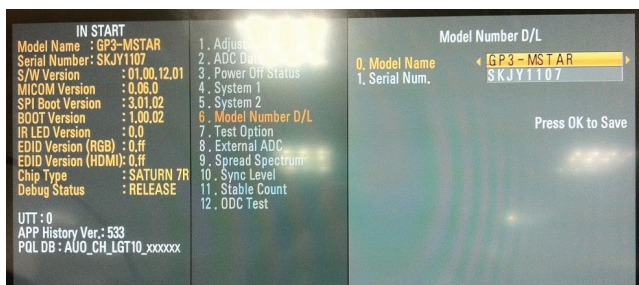 IN START
Model Name : GP3-MSTAR
Serial Number : SKJY1107
S/W Version : 01.00.12.01
MICOM Version : 0.06.0
SPI Boot Version : 3.01.02
BOOT Version : 1.00.02
IR LED Version : 0.0
EDID Version (RGB) : 0.ff
EDID Version (HDMI) : 0.ff
Chip Type : SATURN 7R
Debug Status : RELEASE
UTT : 0
APP History Ver. : 533
PQL DB : AUO_CH_LGT10_xxxxxx
1 . Adjust
2 . ADC Data
3 . Power Off Status
4 . System 1
5 . System 2
6 . Model Number D/L
7 . Test Option
8 . External ADC
9 . Spread Spectrum
10 . Sync Level
11 . Stable Count
12 . ODC Test
Model Number D/L
0. Model Name GP3-MSTAR
1. Serial Num. SKJY1107
Press OK to Save